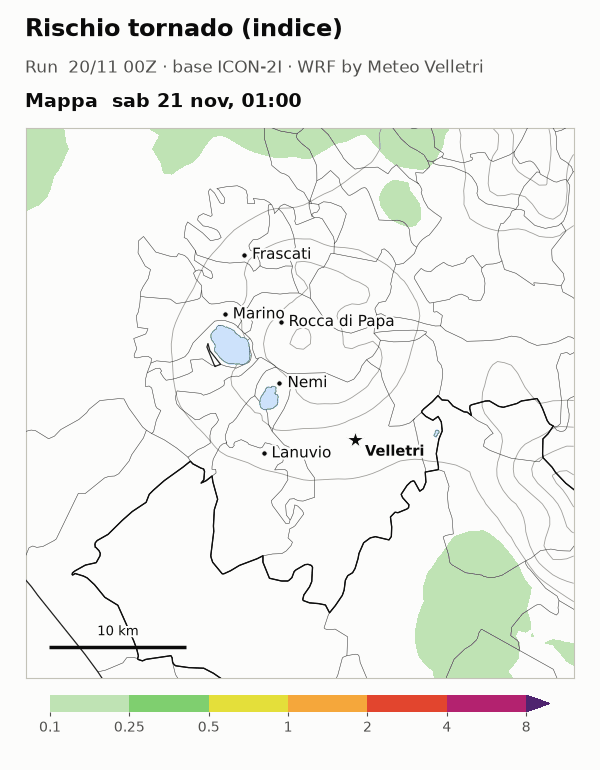 Rischio tornado (indice)
Run  20/11 00Z · base ICON-2I · WRF by Meteo Velletri
Mappa  sab 21 nov, 01:00
Frascati
Marino
Rocca di Papa
Nemi
Velletri
Lanuvio
10 km
0.1 0.25 0.5 1 2 4 8